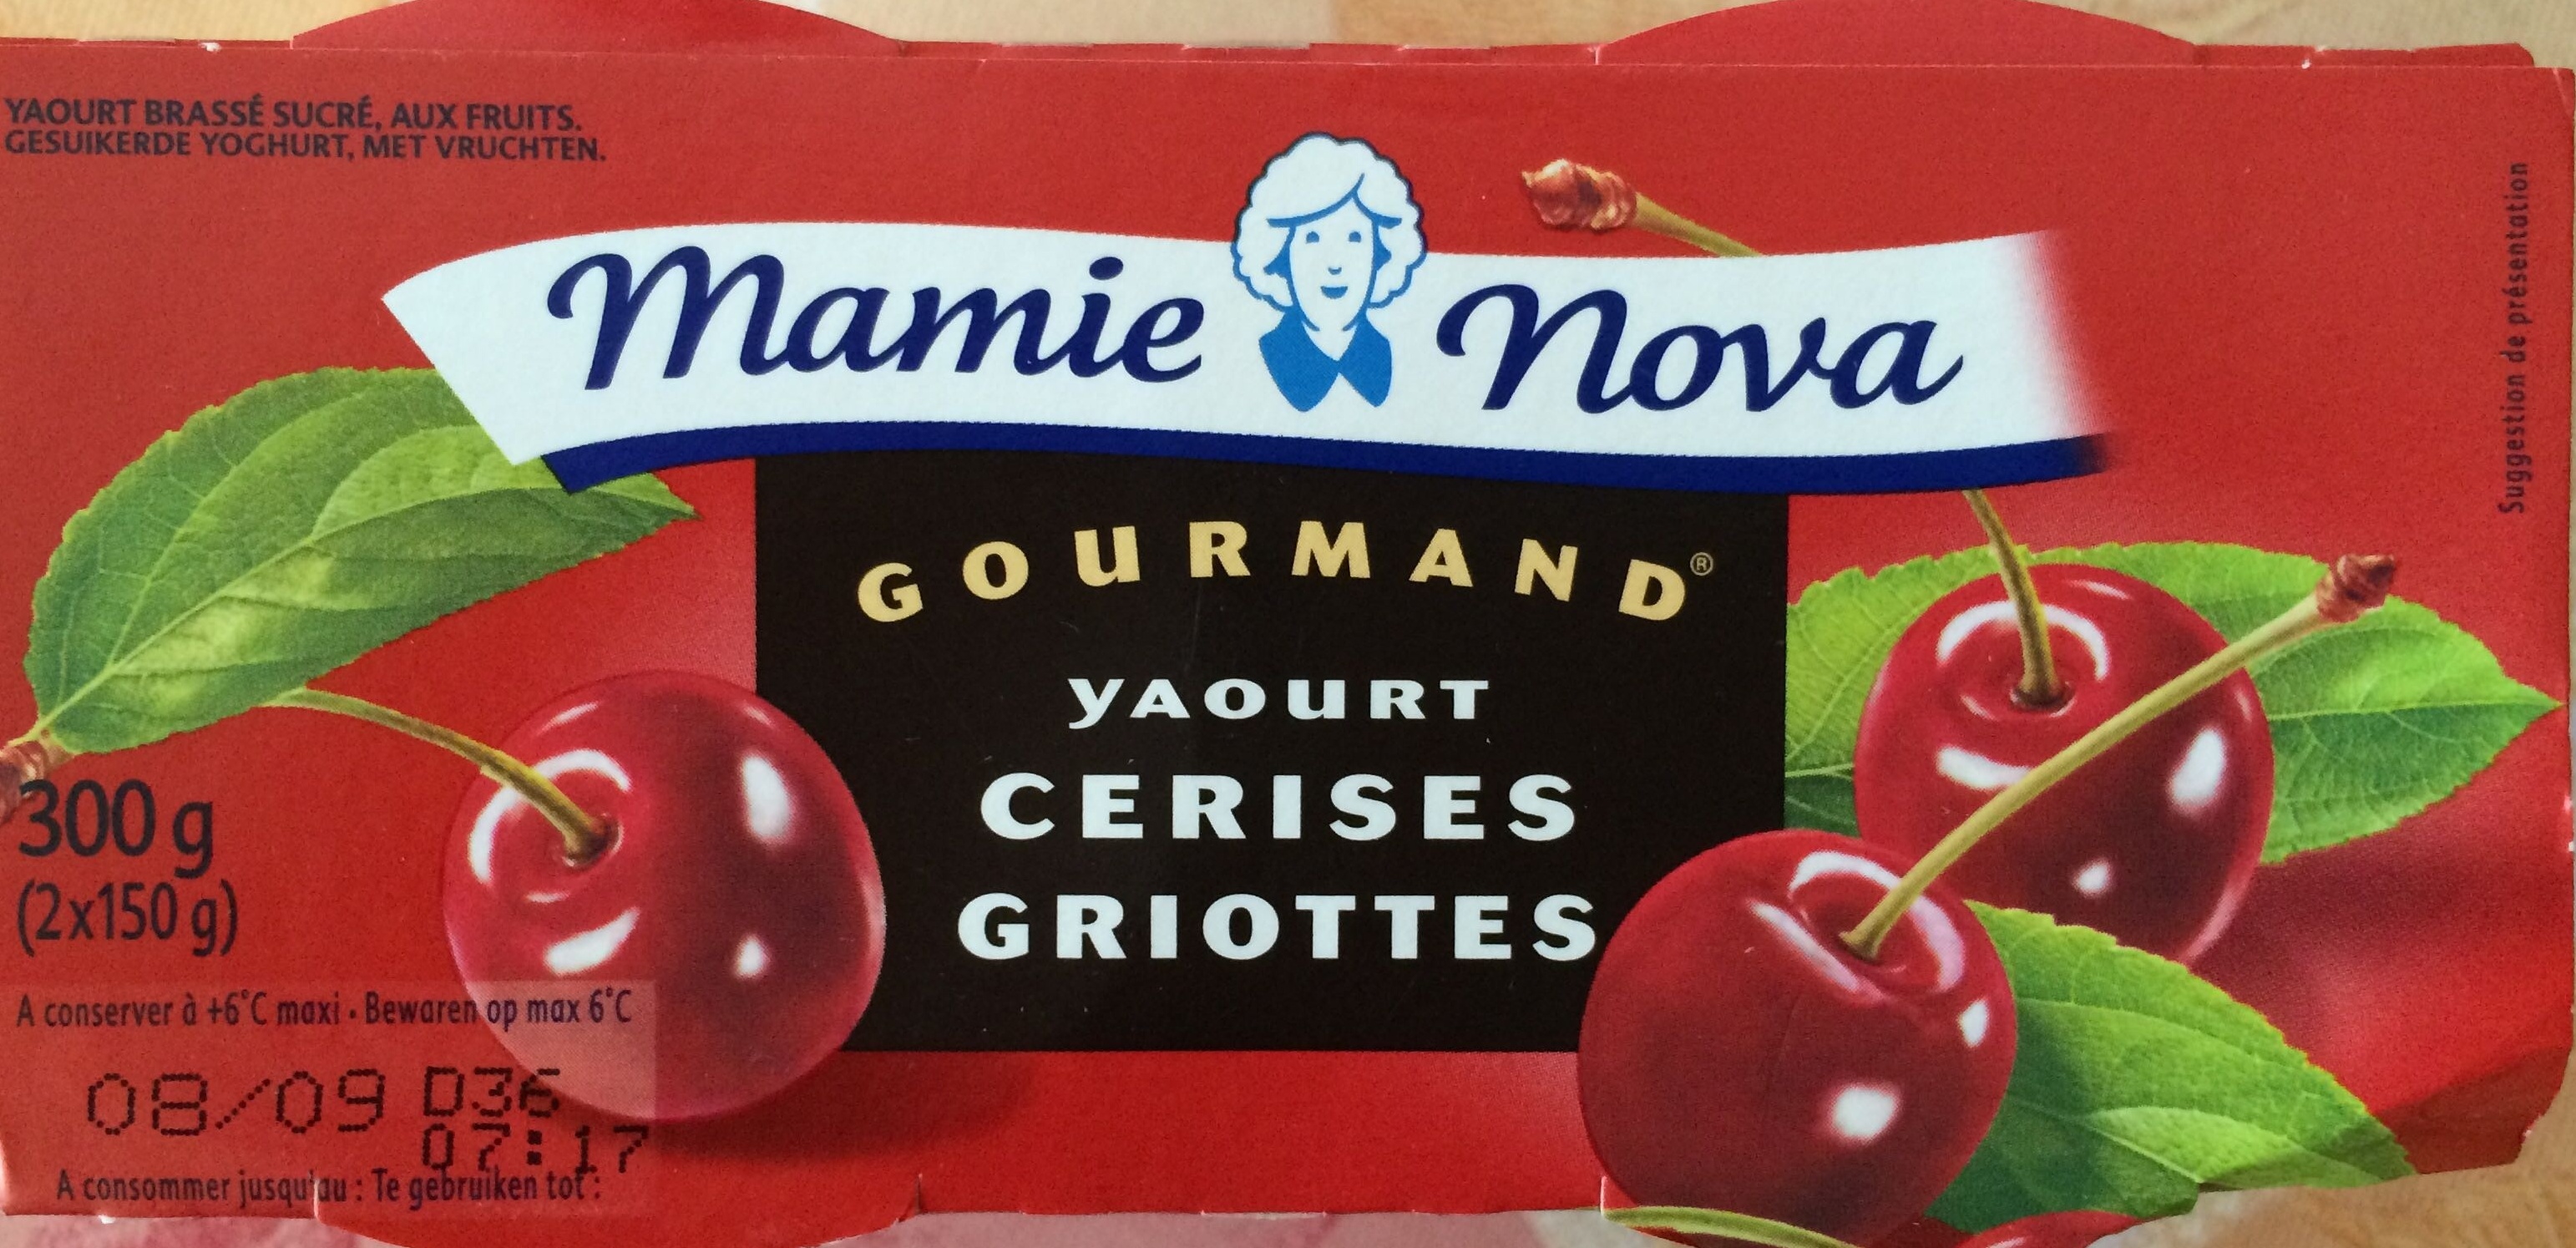 YAOURT BRASSÉ SUCRÉ, AUX FRUITS.
GESUIKERDE YOGHURT, MET VRUCHTEN.
Mamie Nova
GOURMAND®
YAOURT
CERISES
GRIOTTES
Suggestion de présentation
300 g
(2x150 g)
A conserver à +6°C maxi • Bewaren op max 6°C
08/09 D36
07:17
A consommer jusqu'au : Te gebruiken tot :